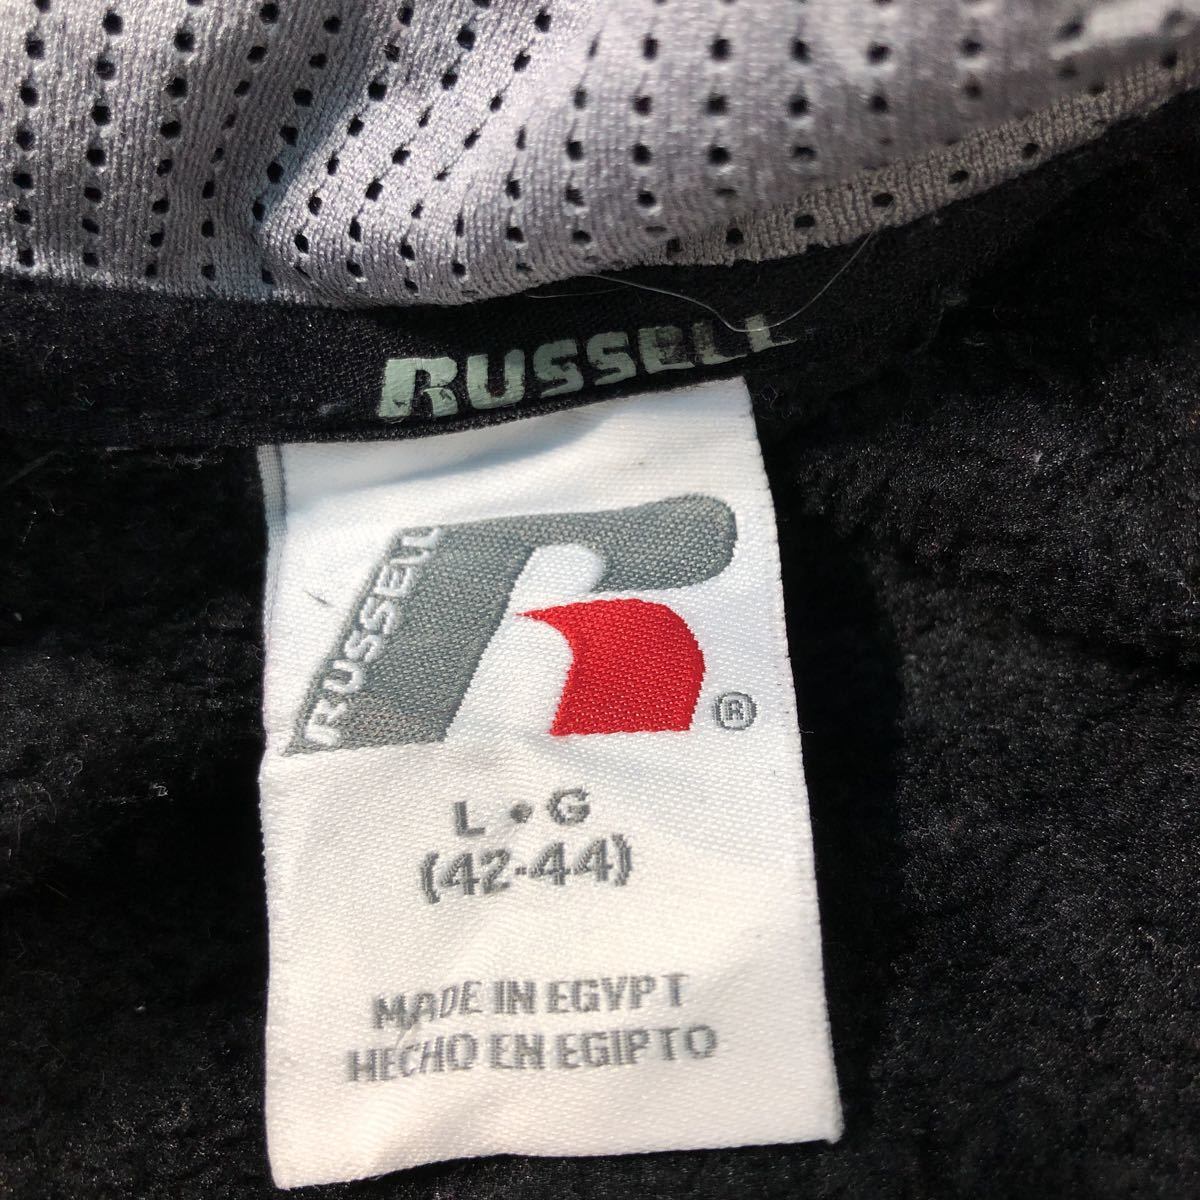 RUSSELL
RUSSELL
®
L • G
(42-44)
MADE IN EGYPT
HECHO EN EGIPTO